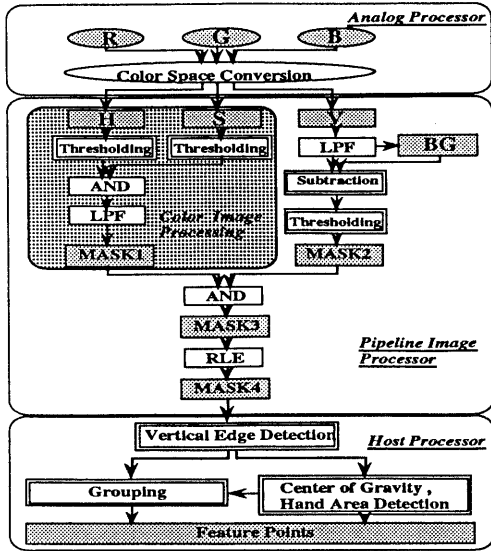 Analog Processor
R G B
Color Space Conversion
H S V
Thresholding Thresholding LPF BG
AND Subtraction
LPF Thresholding
Color Image
Processing
MASK1 MASK2
AND
MASK3
RLE
MASK4
Pipeline Image
Processor
Vertical Edge Detection
Host Processor
Grouping
Center of Gravity ,
Hand Area Detection
Feature Points